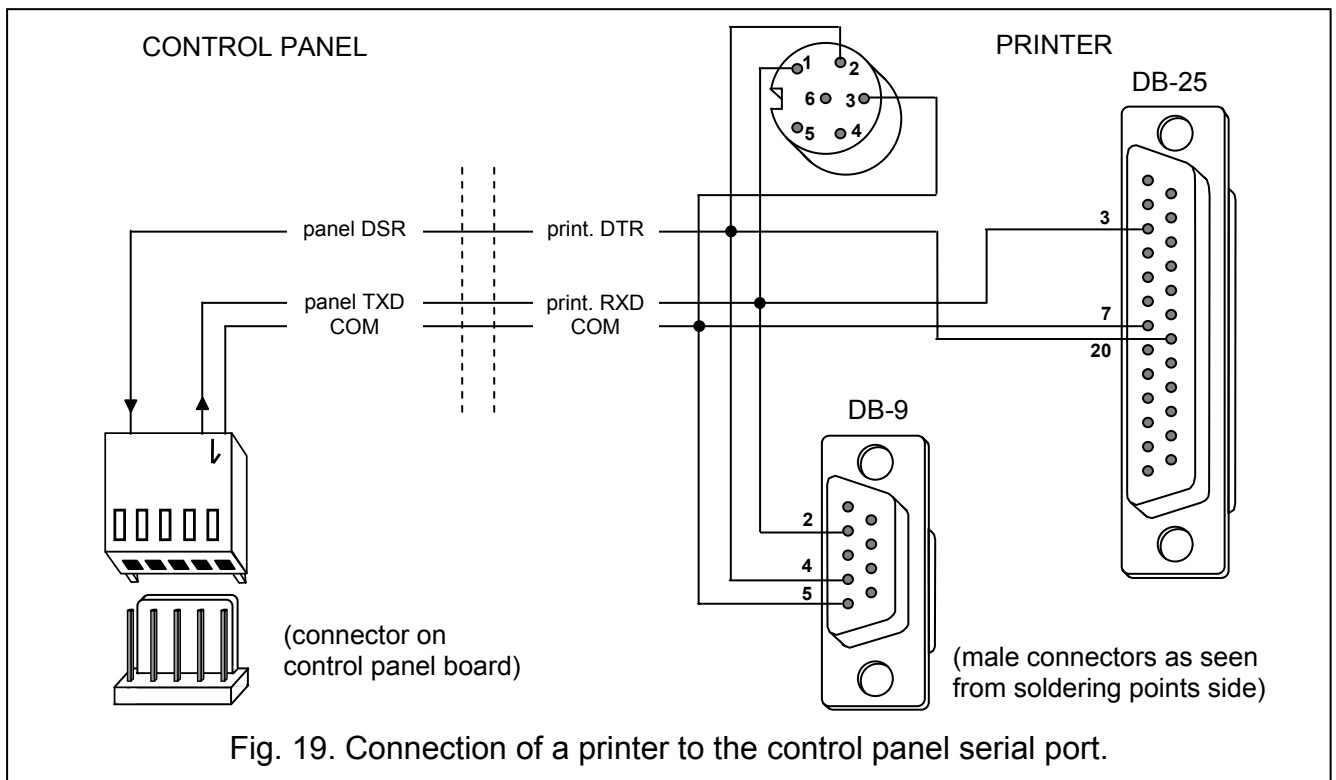 CONTROL PANEL
PRINTER
DB-25
1
2
6
3
5
4
panel DSR
print. DTR
3
panel TXD
print. RXD
COM
COM
7
20
DB-9
2
4
5
(connector on
control panel board)
(male connectors as seen
from soldering points side)
Fig. 19. Connection of a printer to the control panel serial port.